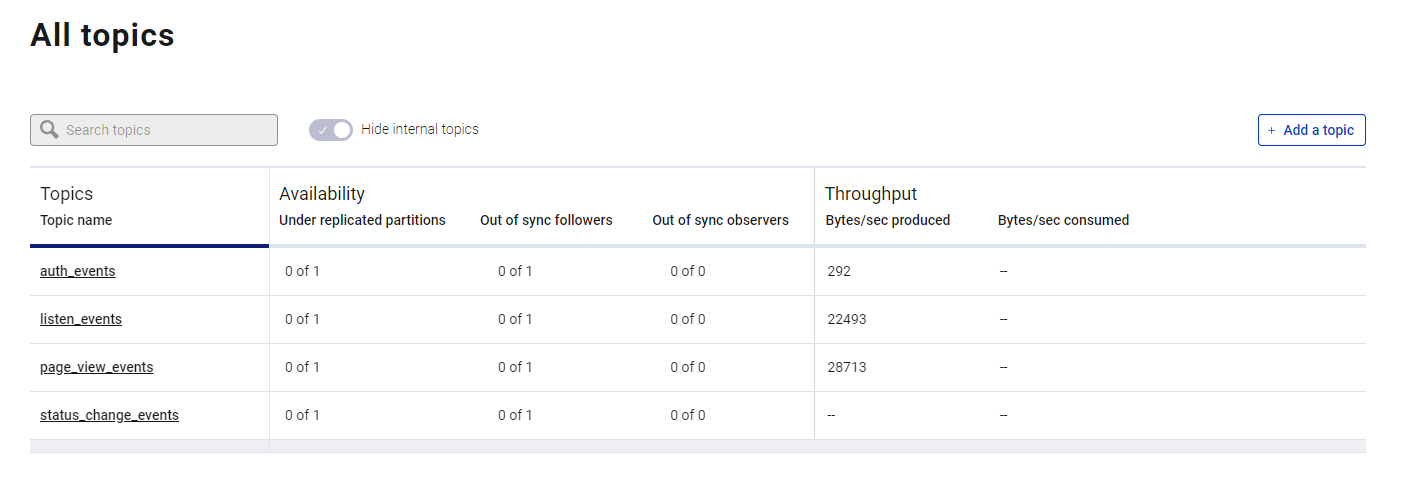 All topics
Search topics
Hide internal topics
+ Add a topic
Topics Availability Throughput
Topic name Under replicated partitions Out of sync followers Out of sync observers Bytes/sec produced Bytes/sec consumed
auth_events 0 of 1 0 of 1 0 of 0 292 --
listen_events 0 of 1 0 of 1 0 of 0 22493 --
page_view_events 0 of 1 0 of 1 0 of 0 28713 --
status_change_events 0 of 1 0 of 1 0 of 0 -- --